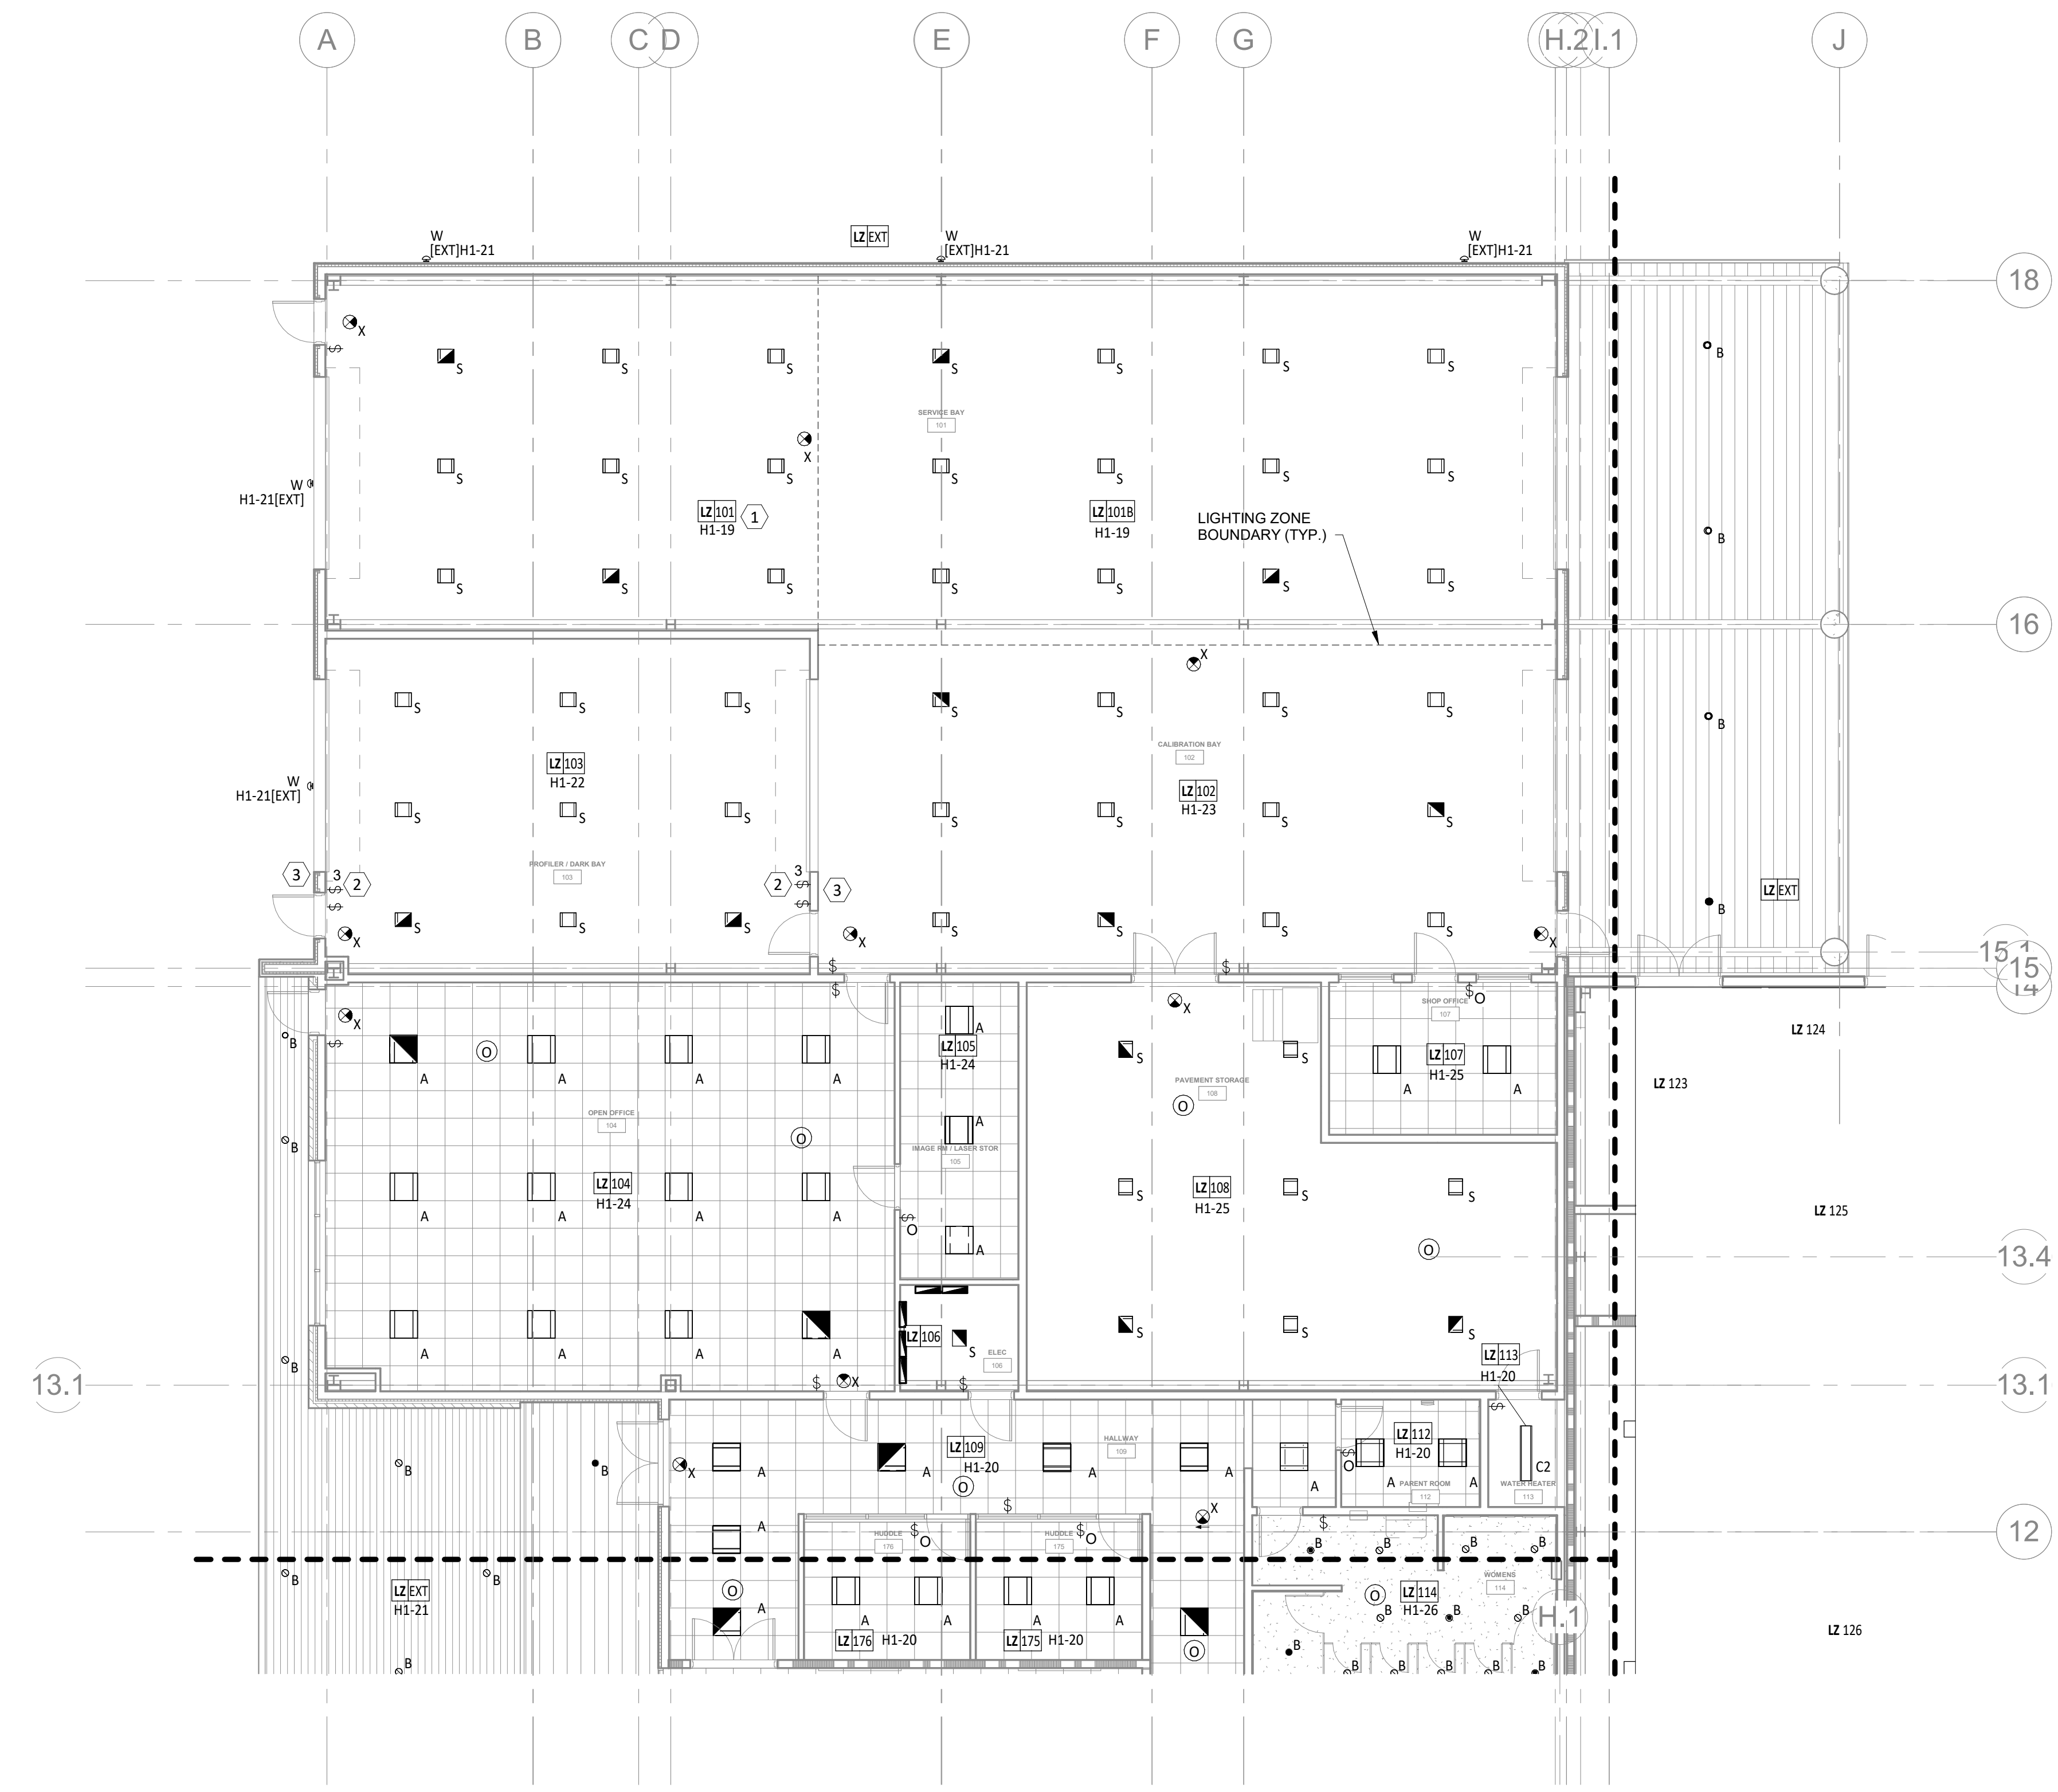 A
B
C
D
E
F
G
H.2
I.1
J
W
[EXT]H1-21
LZ EXT
W
[EXT]H1-21
W
[EXT]H1-21
18
X
S
S
S
S
S
S
S
B
SERVICE BAY
101
X
S
S
S
S
S
S
S
W
H1-21[EXT]
LZ 101
H1-19
1
LZ 101B
H1-19
LIGHTING ZONE
BOUNDARY (TYP.)
B
S
S
S
S
S
S
S
16
X
S
S
S
S
S
S
S
B
CALIBRATION BAY
102
LZ 103
H1-22
LZ 102
H1-23
W
H1-21[EXT]
S
S
S
S
S
S
S
PROFILER / DARK BAY
103
3
3
2
2
3
3
LZ EXT
B
S
S
S
S
S
S
S
X
X
X
15.1
15
14
$
$
$
X
X
SHOP OFFICE
107
$
O
A
B
O
LZ 105
H1-24
LZ 107
H1-25
LZ 124
A
A
A
A
S
S
A
A
PAVEMENT STORAGE
108
LZ 123
OPEN OFFICE
104
O
O
A
B
IMAGE RM / LASER STOR
105
LZ 104
H1-24
LZ 108
H1-25
A
A
A
A
S
S
S
LZ 125
O
A
O
13.4
LZ 106
S
ELEC
106
S
S
S
A
A
A
A
B
LZ 113
H1-20
13.1
$
X
$
13.1
HALLWAY
109
LZ 109
H1-20
LZ 112
H1-20
O
B
B
X
A
A
A
A
A
A
A
C2
O
PARENT ROOM
112
WATER HEATER
113
$
X
A
HUDDLE
176
$
O
HUDDLE
175
$
O
$
12
B
B
B
B
B
B
WOMENS
114
LZ EXT
H1-21
O
A
A
A
A
A
O
LZ 114
H1-26
B
B
B
H.1
LZ 176
H1-20
LZ 175
H1-20
O
B
LZ 126
B
B
B
B
B
B